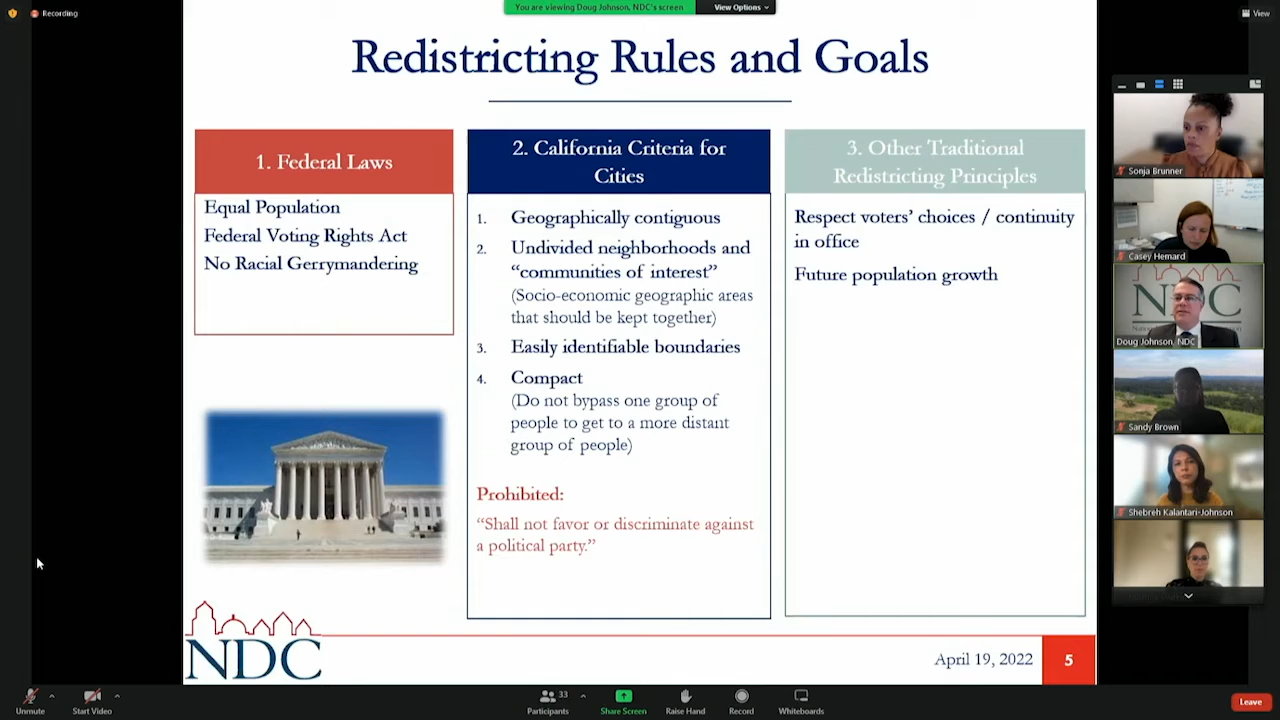 Recording
You are viewing Doug Johnson, NDC's screen
View Options
View
Redistricting Rules and Goals
1. Federal Laws
Equal Population
Federal Voting Rights Act
No Racial Gerrymandering
2. California Criteria for
Cities
1. Geographically contiguous
2. Undivided neighborhoods and
“communities of interest”
(Socio-economic geographic areas
that should be kept together)
3. Easily identifiable boundaries
4. Compact
(Do not bypass one group of
people to get to a more distant
group of people)
Prohibited:
“Shall not favor or discriminate against
a political party.”
3. Other Traditional
Redistricting Principles
Respect voters’ choices / continuity
in office
Future population growth
NDC
April 19, 2022
5
Sonja Brunner
Casey Hemard
NDC
Doug Johnson, NDC
Sandy Brown
Shebreh Kalantari-Johnson
Unmute
Start Video
33
Participants
Share Screen
Raise Hand
Record
Whiteboards
Leave